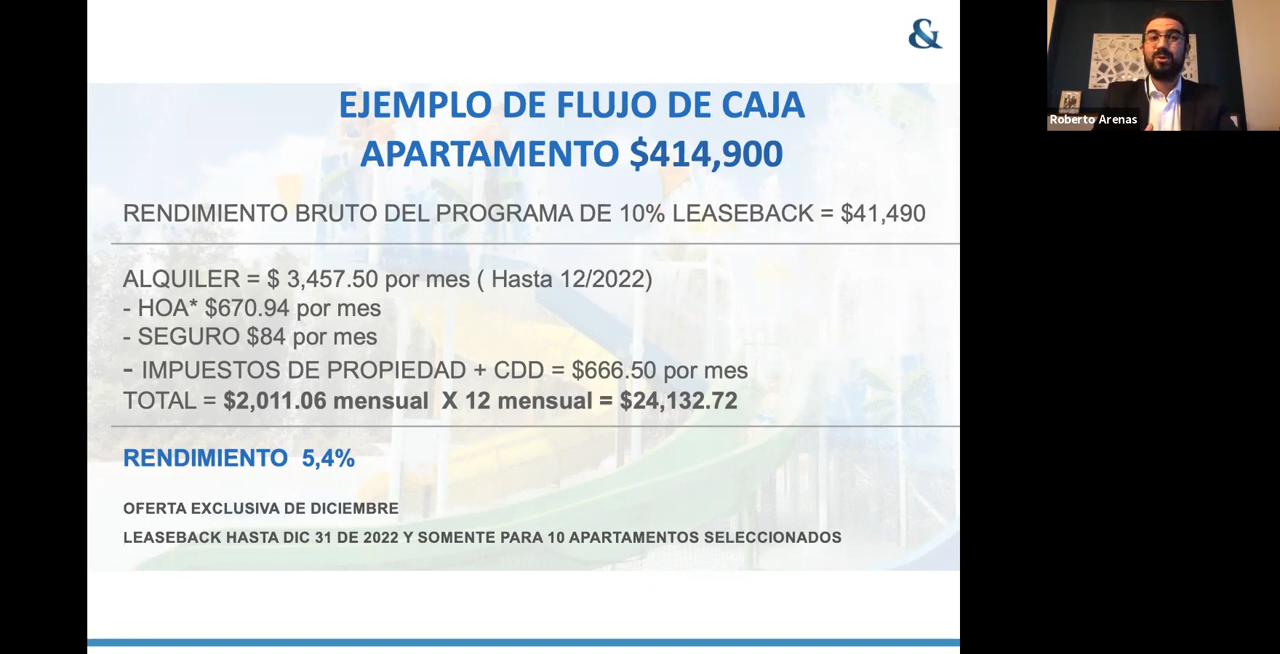 &
EJEMPLO DE FLUJO DE CAJA
APARTAMENTO $414,900
RENDIMIENTO BRUTO DEL PROGRAMA DE 10% LEASEBACK = $41,490
ALQUILER = $ 3,457.50 por mes ( Hasta 12/2022)
- HOA* $670.94 por mes
- SEGURO $84 por mes
- IMPUESTOS DE PROPIEDAD + CDD = $666.50 por mes
TOTAL = $2,011.06 mensual X 12 mensual = $24,132.72
RENDIMIENTO 5,4%
OFERTA EXCLUSIVA DE DICIEMBRE
LEASEBACK HASTA DIC 31 DE 2022 Y SOMENTE PARA 10 APARTAMENTOS SELECCIONADOS
Roberto Arenas